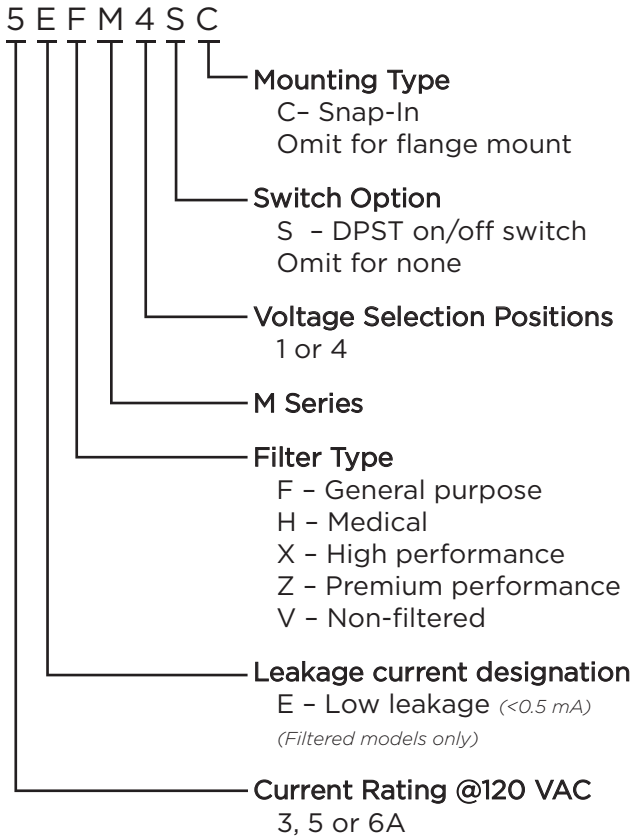 5 E F M 4 S C
Mounting Type
C– Snap-In
Omit for flange mount
Switch Option
S – DPST on/off switch
Omit for none
Voltage Selection Positions
1 or 4
M Series
Filter Type
F – General purpose
H – Medical
X – High performance
Z – Premium performance
V – Non-filtered
Leakage current designation
E – Low leakage (<0.5 mA)
(Filtered models only)
Current Rating @120 VAC
3, 5 or 6A